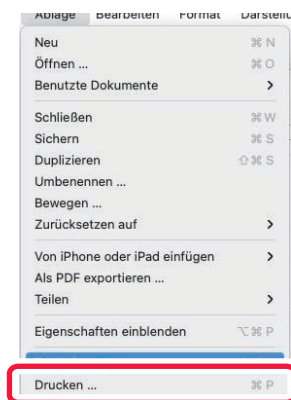 Ablage Bearbeiten Format Darstellu
Neu ⌘ N
Öffnen ... ⌘ O
Benutzte Dokumente >
Schließen ⌘ W
Sichern ⌘ S
Duplizieren ⇧ ⌘ S
Umbenennen ...
Bewegen ...
Zurücksetzen auf >
Von iPhone oder iPad einfügen >
Als PDF exportieren ...
Teilen >
Eigenschaften einblenden ⌥ ⌘ P
Drucken ... ⌘ P